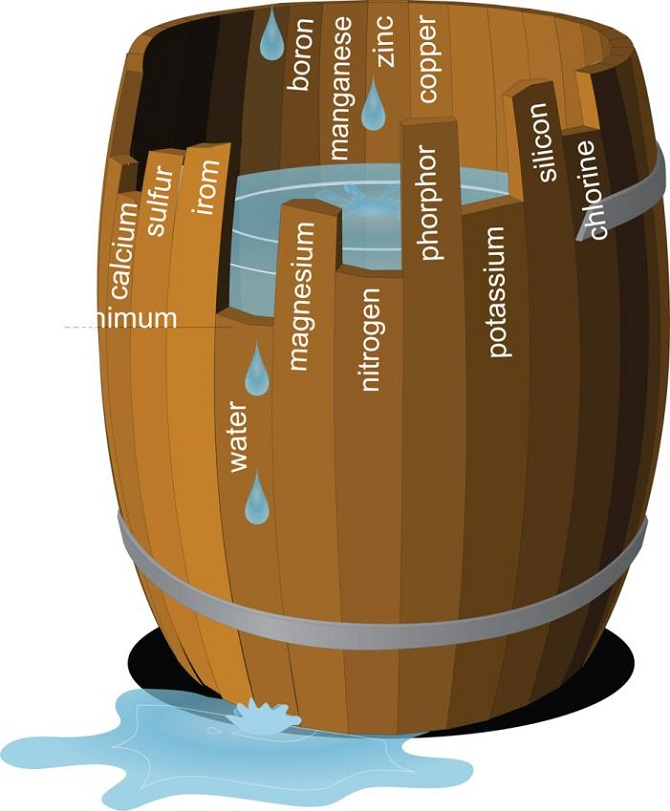 boron
manganese
zinc
copper
calcium
sulfur
irom
magnesium
nitrogen
phorphor
potassium
silicon
chlorine
nimum
water